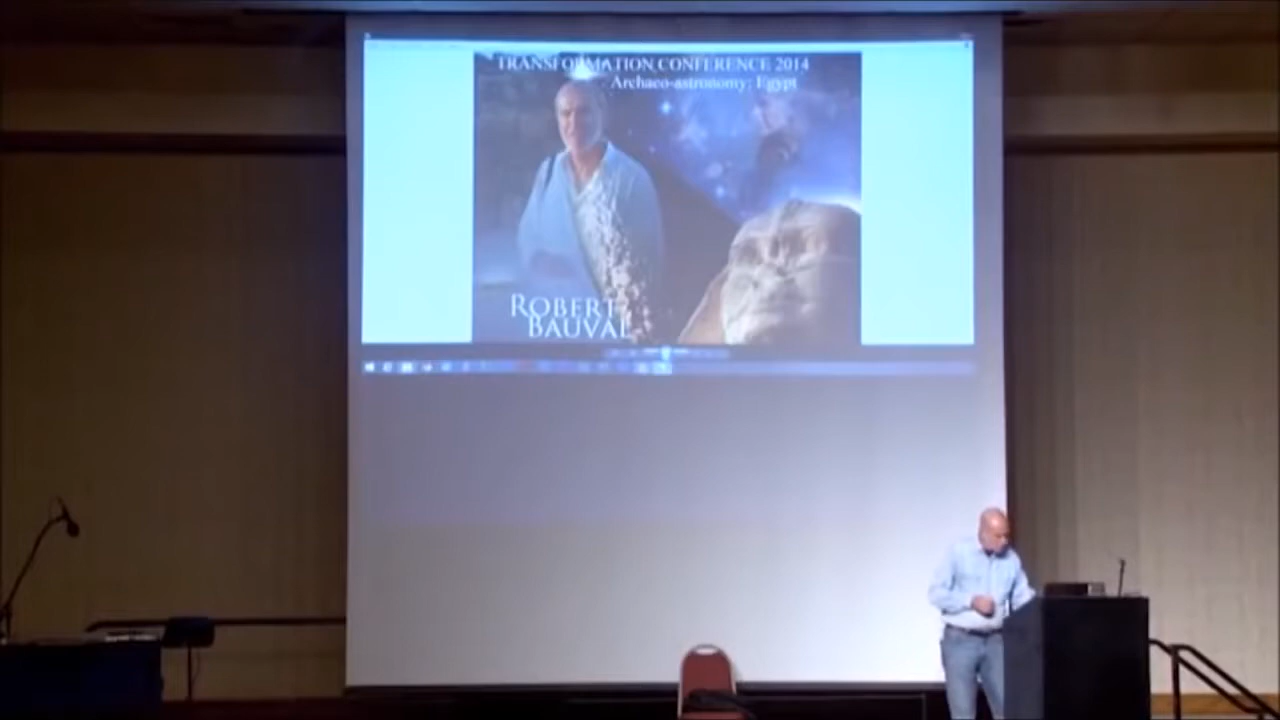 TRANSFORMATION CONFERENCE 2014
Archaeo-astronomy: Egypt
ROBERT
BAUVAL